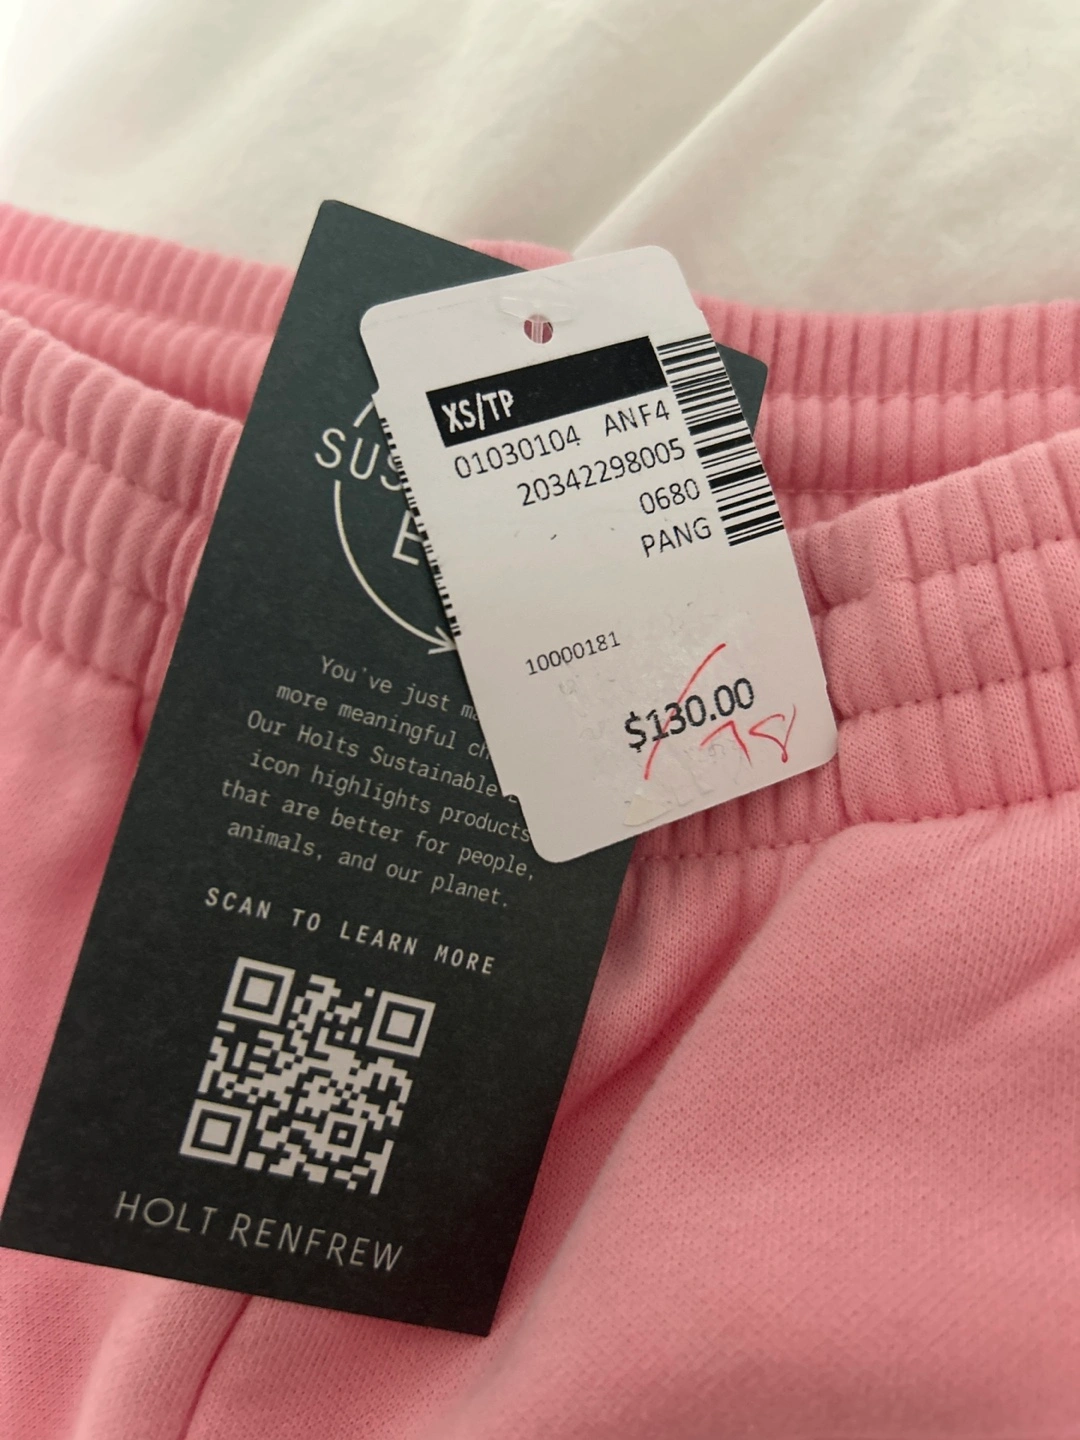 XS/TP
01030104 ANF4
20342298005
0680
PANG
10000181
$130.00
78
SUS
E
You've just m
more meaningful ch
Our Holts Sustainable
icon highlights products
that are better for people,
animals, and our planet.
SCAN TO LEARN MORE
HOLT RENFREW